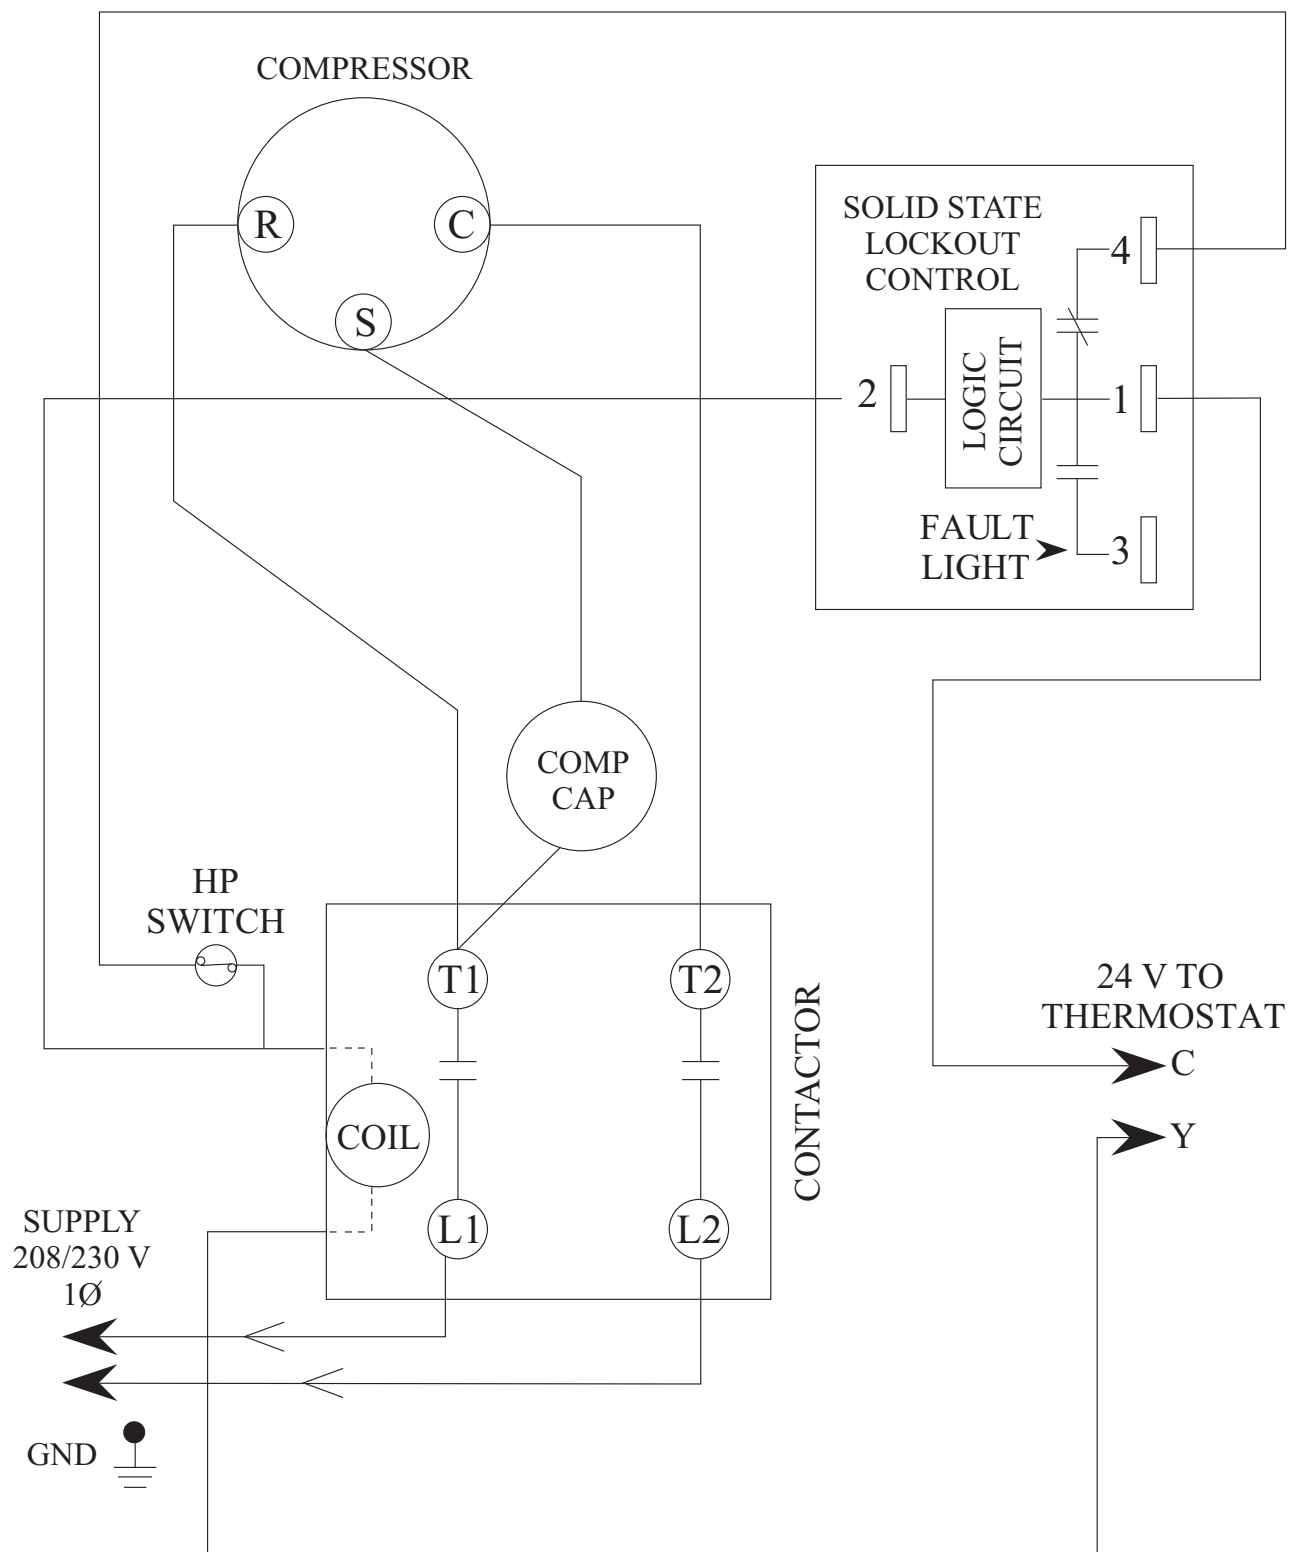 COMPRESSOR
R
C
S
SOLID STATE
LOCKOUT
CONTROL
4
2
LOGIC
CIRCUIT
1
FAULT
LIGHT
3
COMP
CAP
HP
SWITCH
T1
T2
CONTACTOR
COIL
L1
L2
24 V TO
THERMOSTAT
C
Y
SUPPLY
208/230 V
1Ø
GND